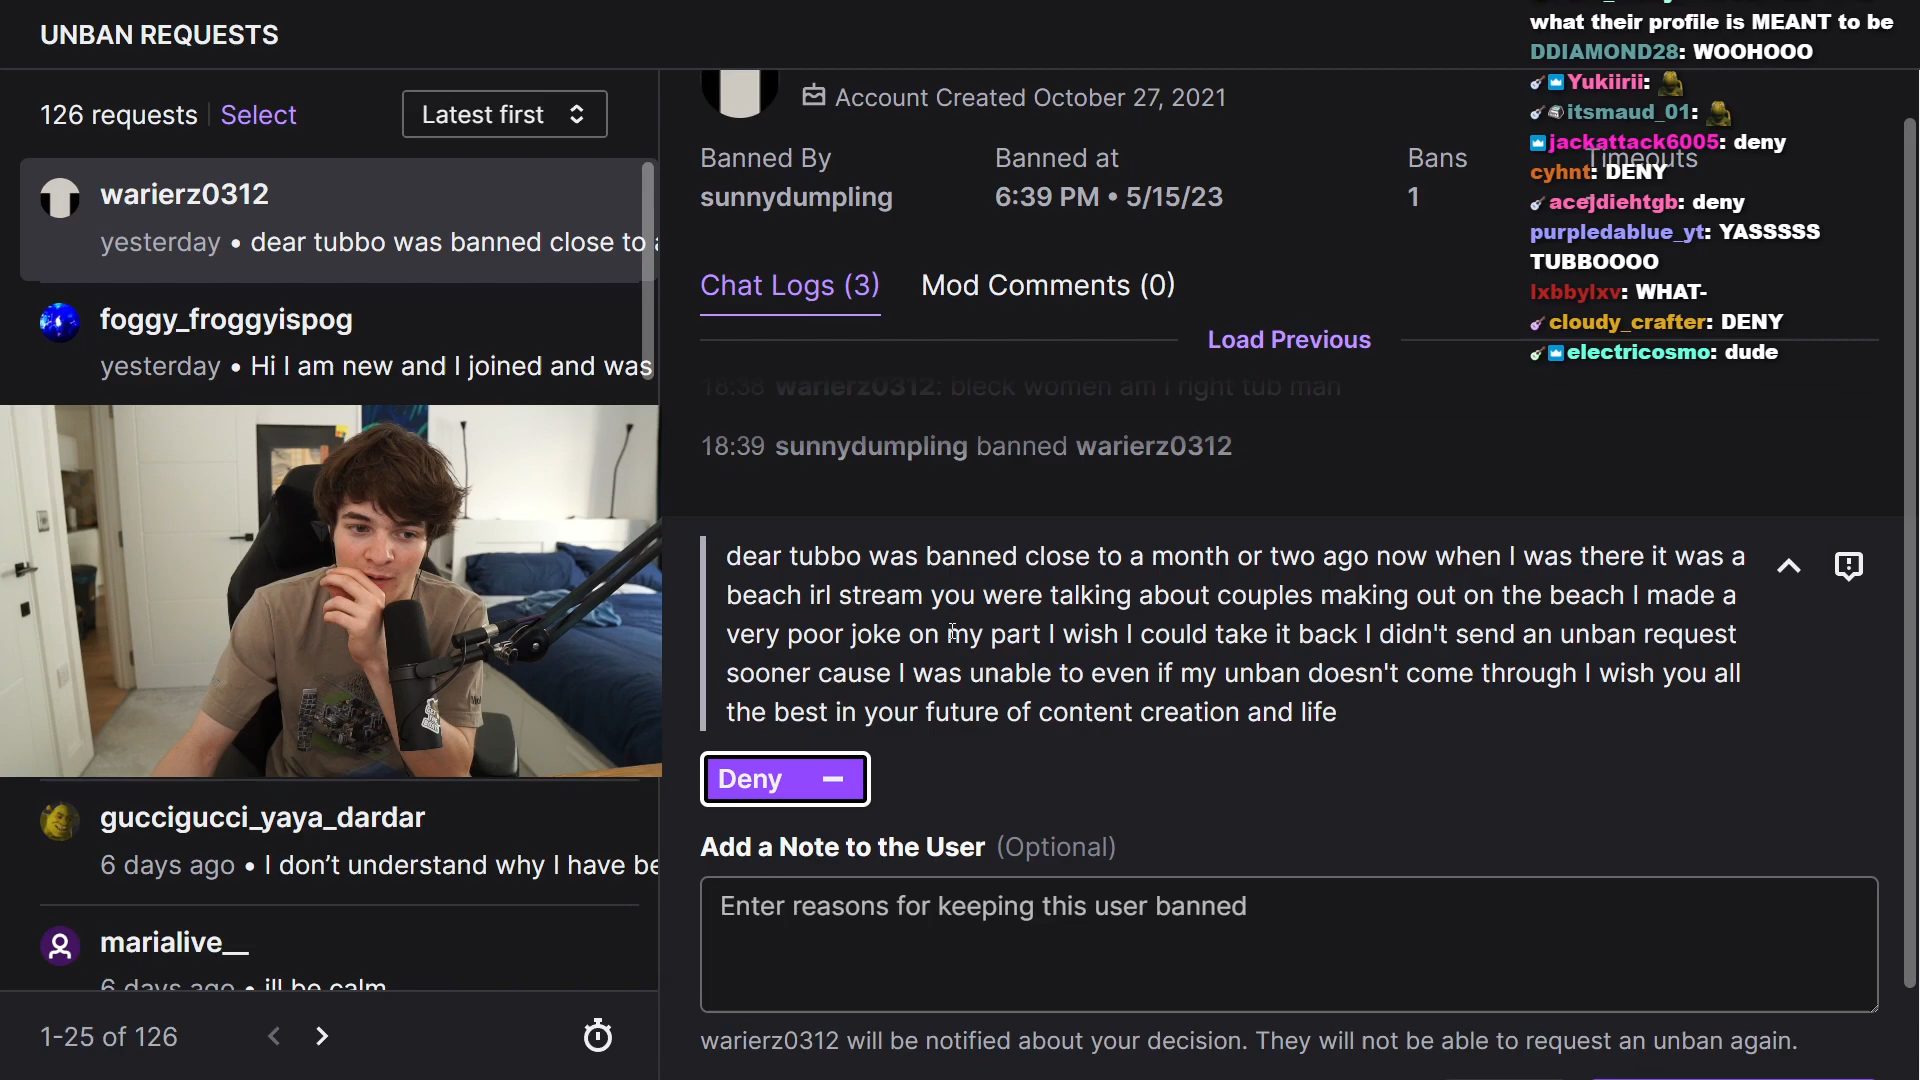 UNBAN REQUESTS
126 requests
Select
Latest first
warierz0312
yesterday • dear tubbo was banned close to
foggy_froggyispog
yesterday • Hi I am new and I joined and was
guccigucci_yaya_dardar
6 days ago • I don’t understand why I have be
marialive__
6 days ago • ill be calm
1-25 of 126
Account Created October 27, 2021
Banned By
Banned at
Bans
Timeouts
sunnydumpling
6:39 PM • 5/15/23
1
Chat Logs (3)
Mod Comments (0)
Load Previous
18:38 warierz0312: bleck women am I right tub man
18:39 sunnydumpling banned warierz0312
dear tubbo was banned close to a month or two ago now when I was there it was a
beach irl stream you were talking about couples making out on the beach I made a
very poor joke on my part I wish I could take it back I didn't send an unban request
sooner cause I was unable to even if my unban doesn't come through I wish you all
the best in your future of content creation and life
Deny
Add a Note to the User (Optional)
Enter reasons for keeping this user banned
warierz0312 will be notified about your decision. They will not be able to request an unban again.
what their profile is MEANT to be
DDIAMOND28: WOOHOOO
Yukiirii:
itsmaud_01:
jackattack6005: deny
cyhnt: DENY
acejdiehtgb: deny
purpledablue_yt: YASSSSS
TUBBOOOO
lxbbylxv: WHAT-
cloudy_crafter: DENY
electricosmo: dude